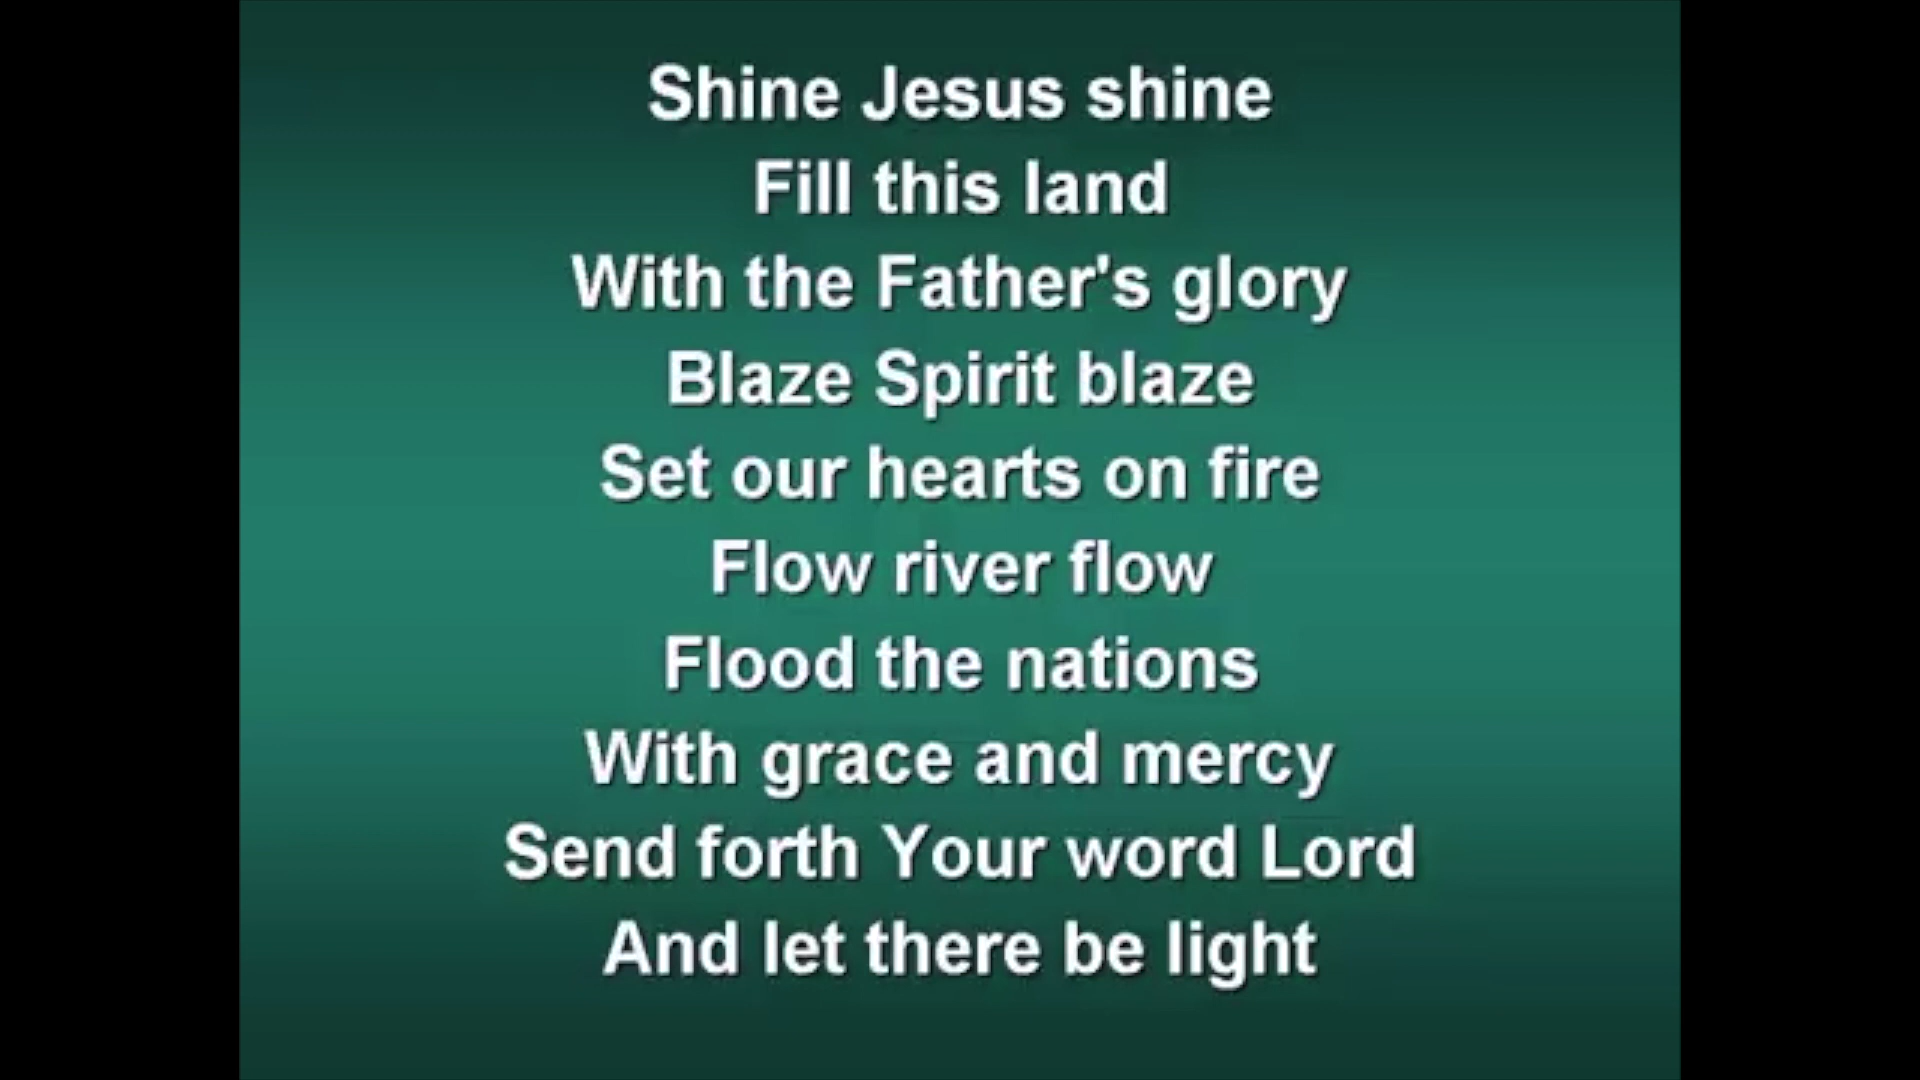 Shine Jesus shine
Fill this land
With the Father's glory
Blaze Spirit blaze
Set our hearts on fire
Flow river flow
Flood the nations
With grace and mercy
Send forth Your word Lord
And let there be light